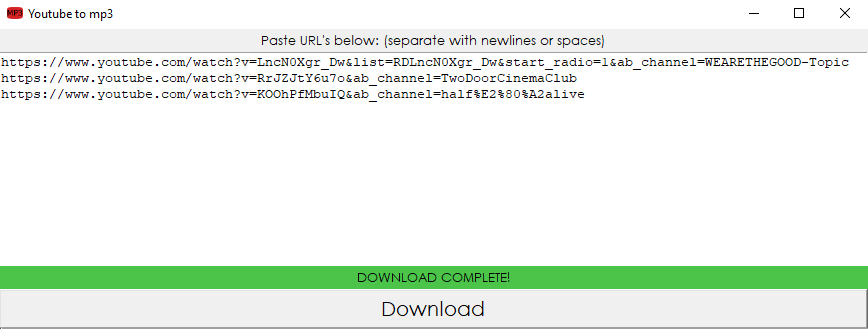 MP3 Youtube to mp3
Paste URL's below: (separate with newlines or spaces)
https://www.youtube.com/watch?v=LncN0Xgr_Dw&list=RDLncN0Xgr_Dw&start_radio=1&ab_channel=WEARETHEGOOD-Topic
https://www.youtube.com/watch?v=RrJZJtY6u7o&ab_channel=TwoDoorCinemaClub
https://www.youtube.com/watch?v=KOOhPfMbuIQ&ab_channel=half%E2%80%A2alive
DOWNLOAD COMPLETE!
Download